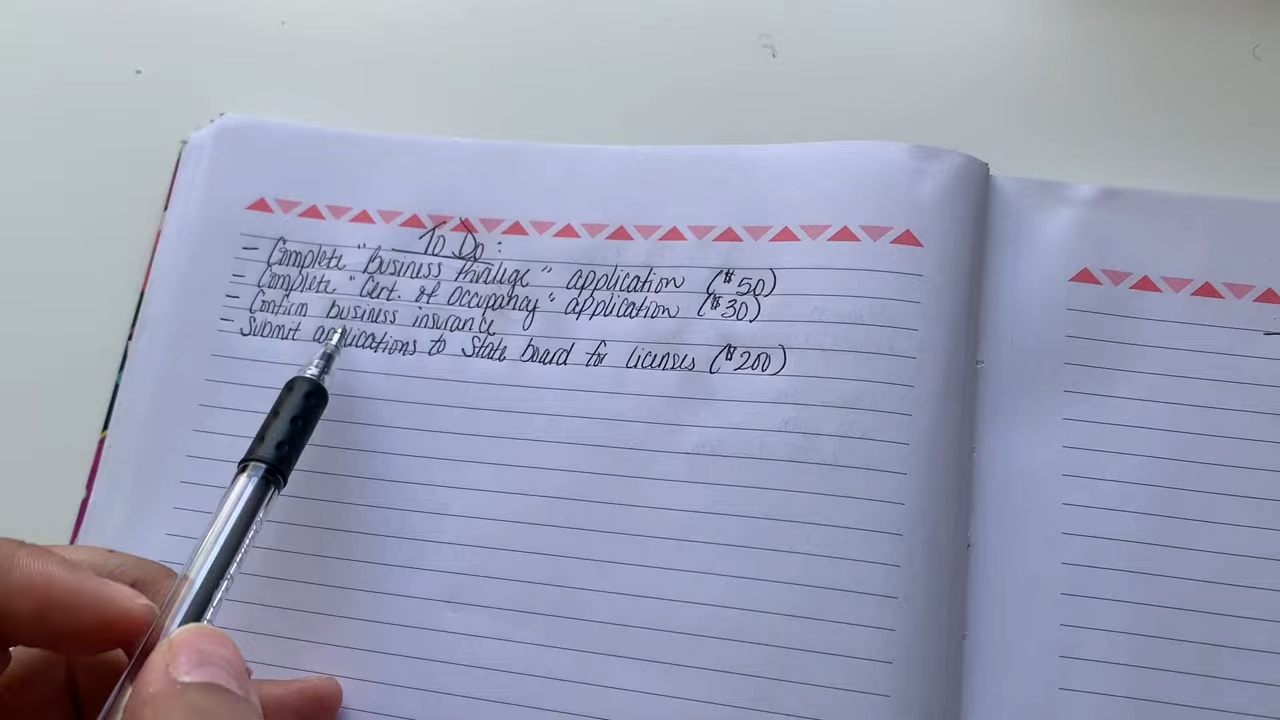 To Do:
- Complete "Business Privilege" application ($50)
- Complete "Cert. of Occupancy" application ($30)
- Confirm business insurance
- Submit applications to State board for licenses ($200)